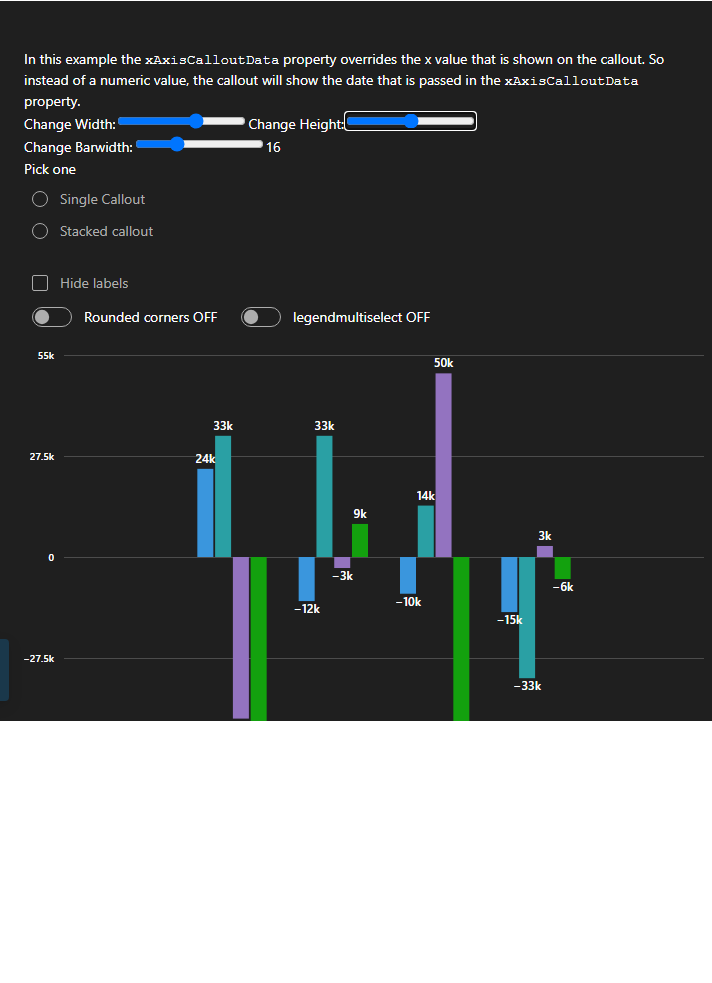 In this example the xAxisCalloutData property overrides the x value that is shown on the callout. So
instead of a numeric value, the callout will show the date that is passed in the xAxisCalloutData
property.
Change Width: Change Height:
Change Barwidth: 16
Pick one
Single Callout
Stacked callout
Hide labels
Rounded corners OFF legendmultiselect OFF
55k
50k
33k 33k
27.5k 24k
14k
9k
3k
0
−3k
−6k
−12k −10k
−15k
−27.5k
−33k